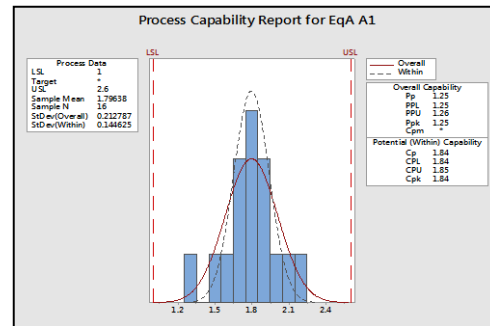 Process Capability Report for EqA A1
LSL
USL
Process Data
LSL 1
Target *
USL 2.6
Sample Mean 1.79638
Sample N 16
StDev(Overall) 0.212787
StDev(Within) 0.144625
Overall
Within
Overall Capability
Pp 1.25
PPL 1.25
PPU 1.26
Ppk 1.25
Cpm *
Potential (Within) Capability
Cp 1.84
CPL 1.84
CPU 1.85
Cpk 1.84
1.2 1.5 1.8 2.1 2.4